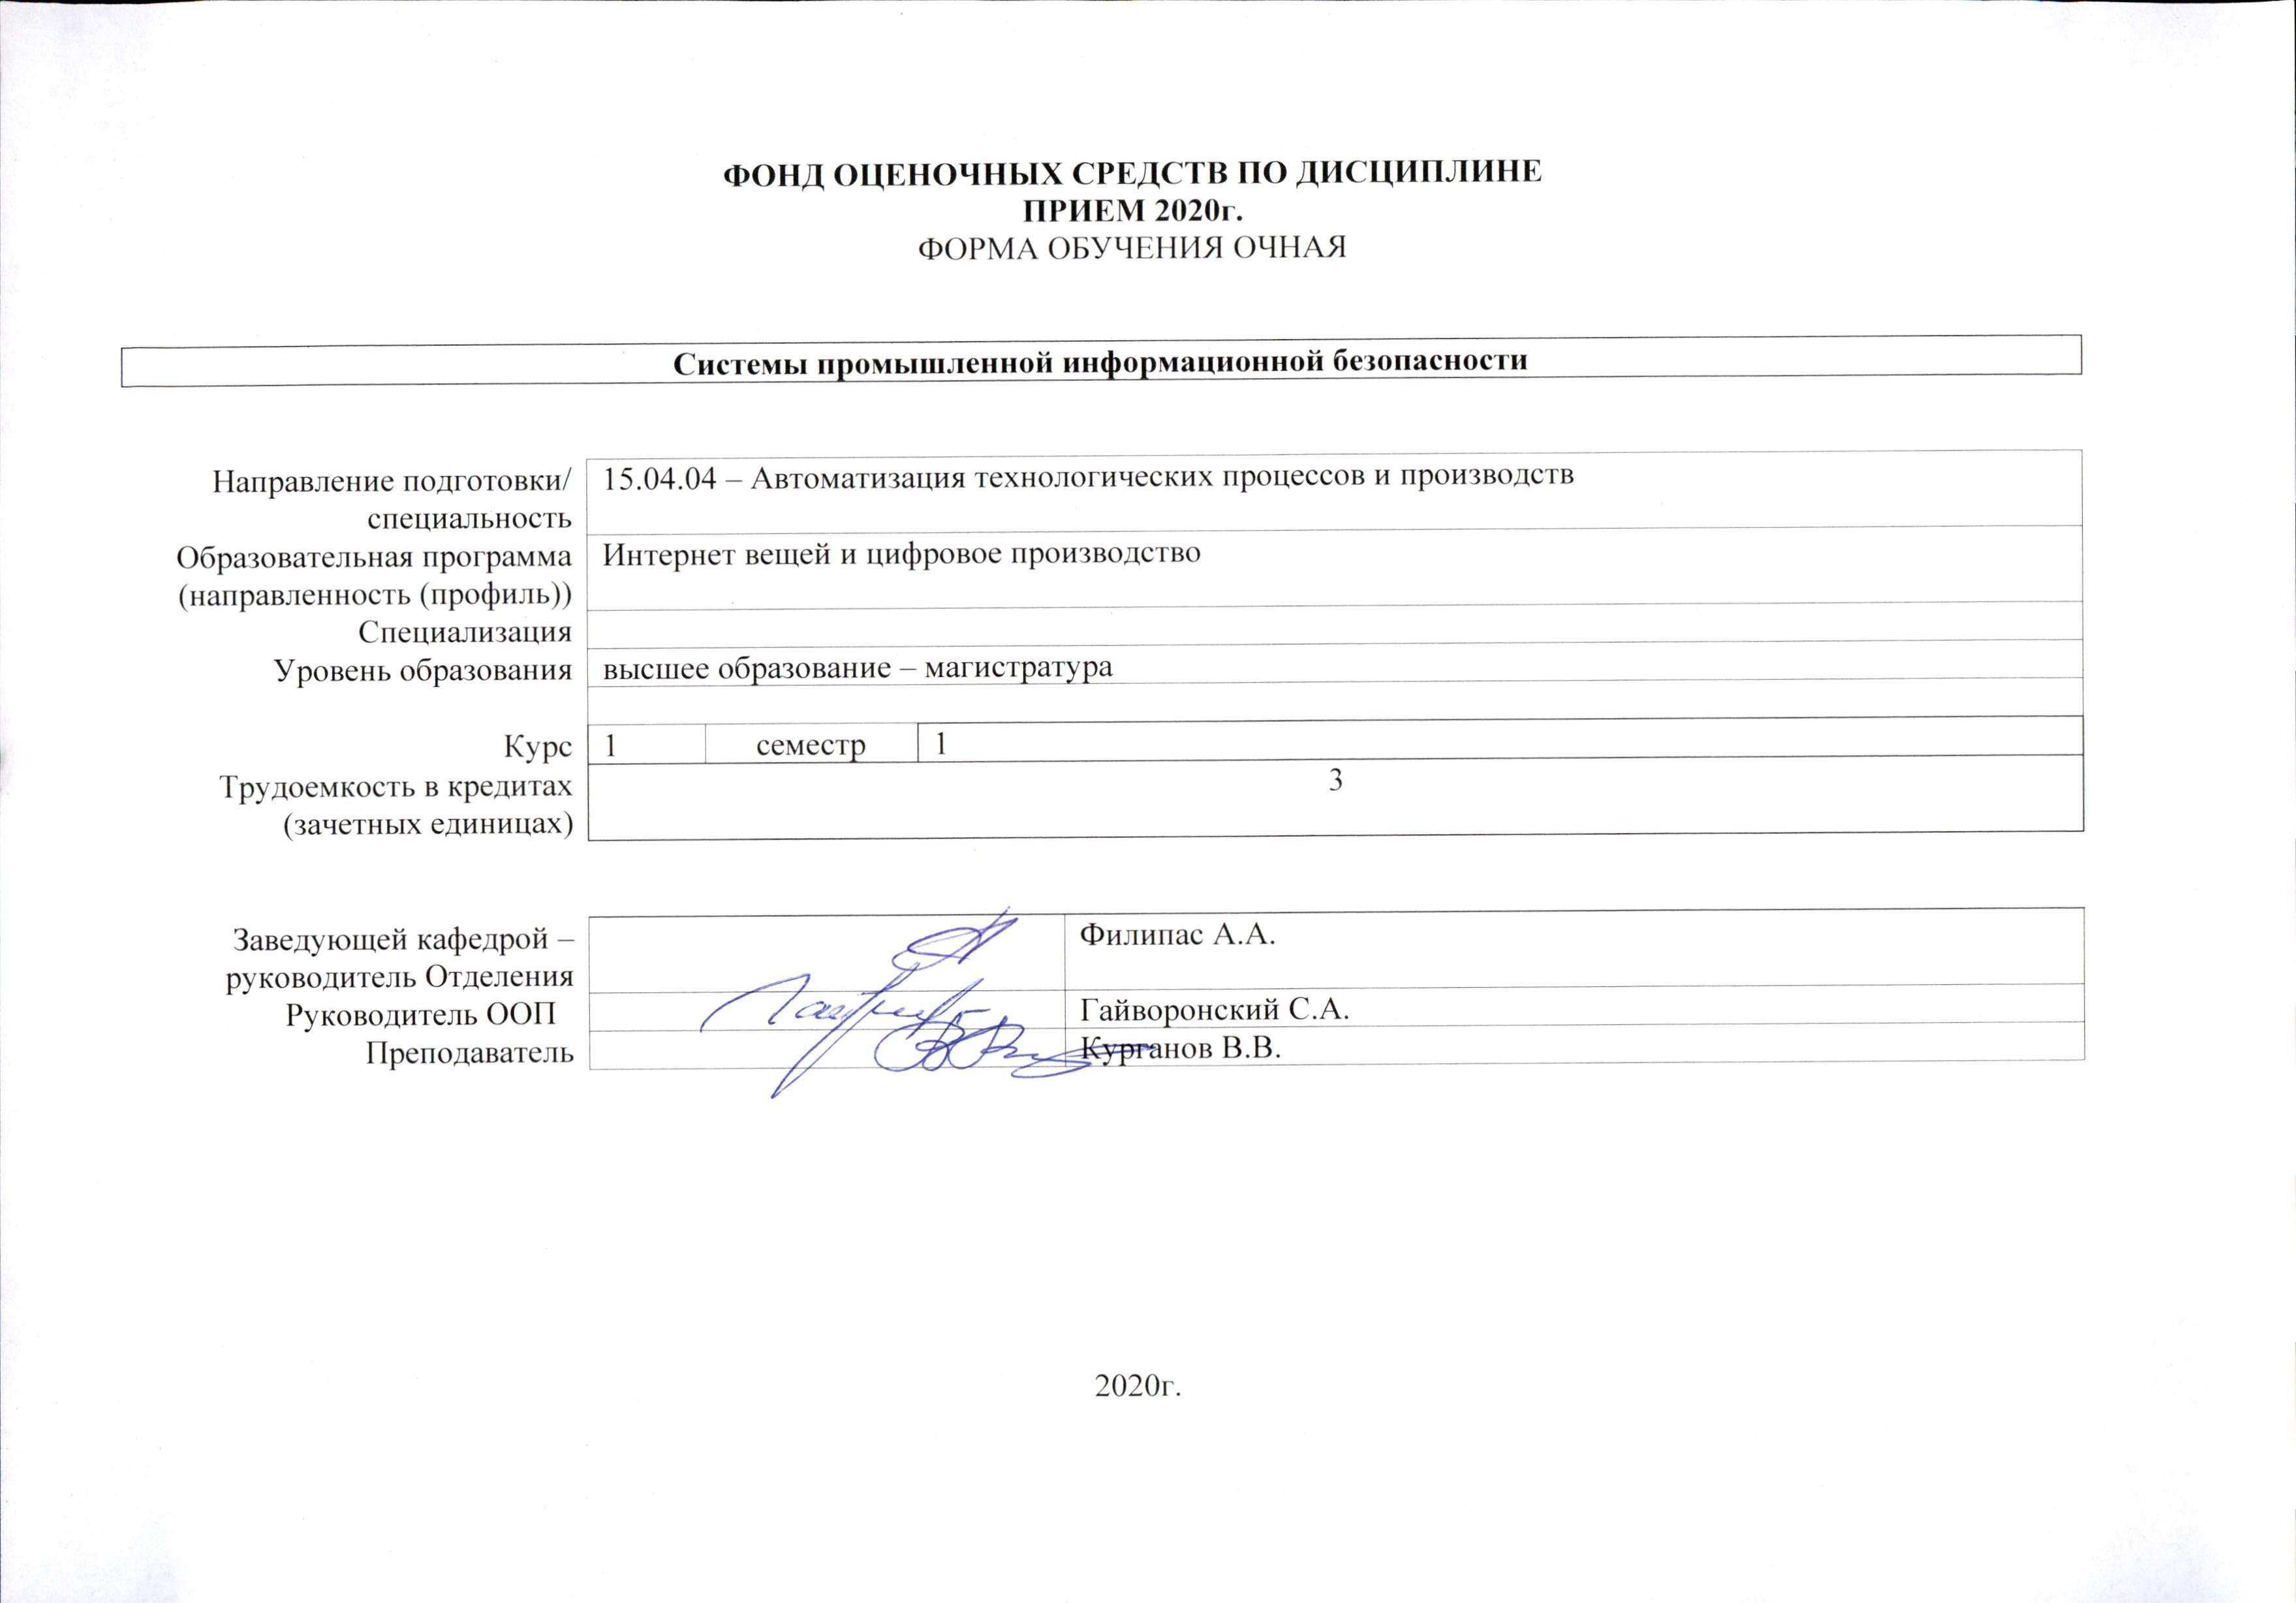 ФОНД ОЦЕНОЧНЫХ СРЕДСТВ ПО ДИСЦИПЛИНЕ
ПРИЕМ 2020г.
ФОРМА ОБУЧЕНИЯ ОЧНАЯ
Системы промышленной информационной безопасности
Направление подготовки/ 15.04.04 – Автоматизация технологических процессов и производств
специальность
Образовательная программа Интернет вещей и цифровое производство
(направленность (профиль))
Специализация
Уровень образования высшее образование – магистратура
Курс 1 семестр 1
Трудоемкость в кредитах 3
(зачетных единицах)
Заведующей кафедрой – Филипас А.А.
руководитель Отделения
Руководитель ООП Гайворонский С.А.
Преподаватель Курганов В.В.
2020г.